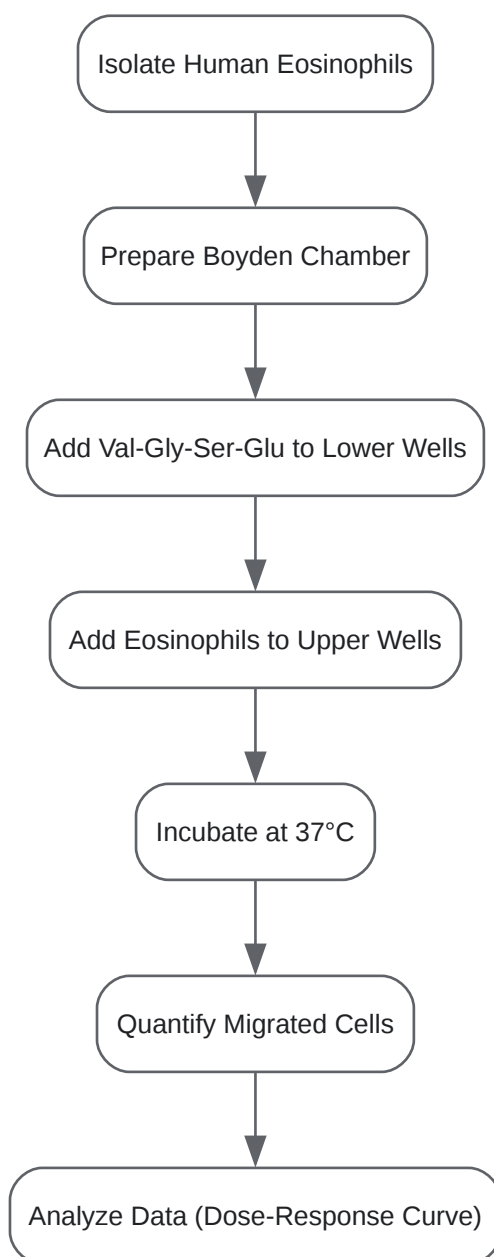 Isolate Human Eosinophils
Prepare Boyden Chamber
Add Val-Gly-Ser-Glu to Lower Wells
Add Eosinophils to Upper Wells
Incubate at 37°C
Quantify Migrated Cells
Analyze Data (Dose-Response Curve)